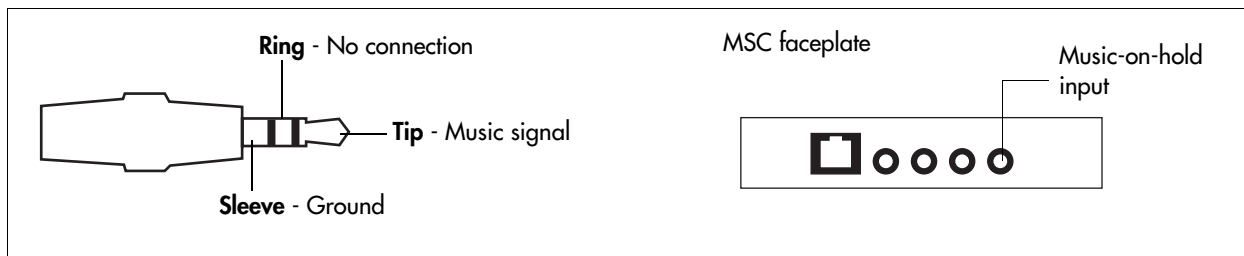 Ring - No connection
Tip - Music signal
Sleeve - Ground
MSC faceplate
Music-on-hold
input